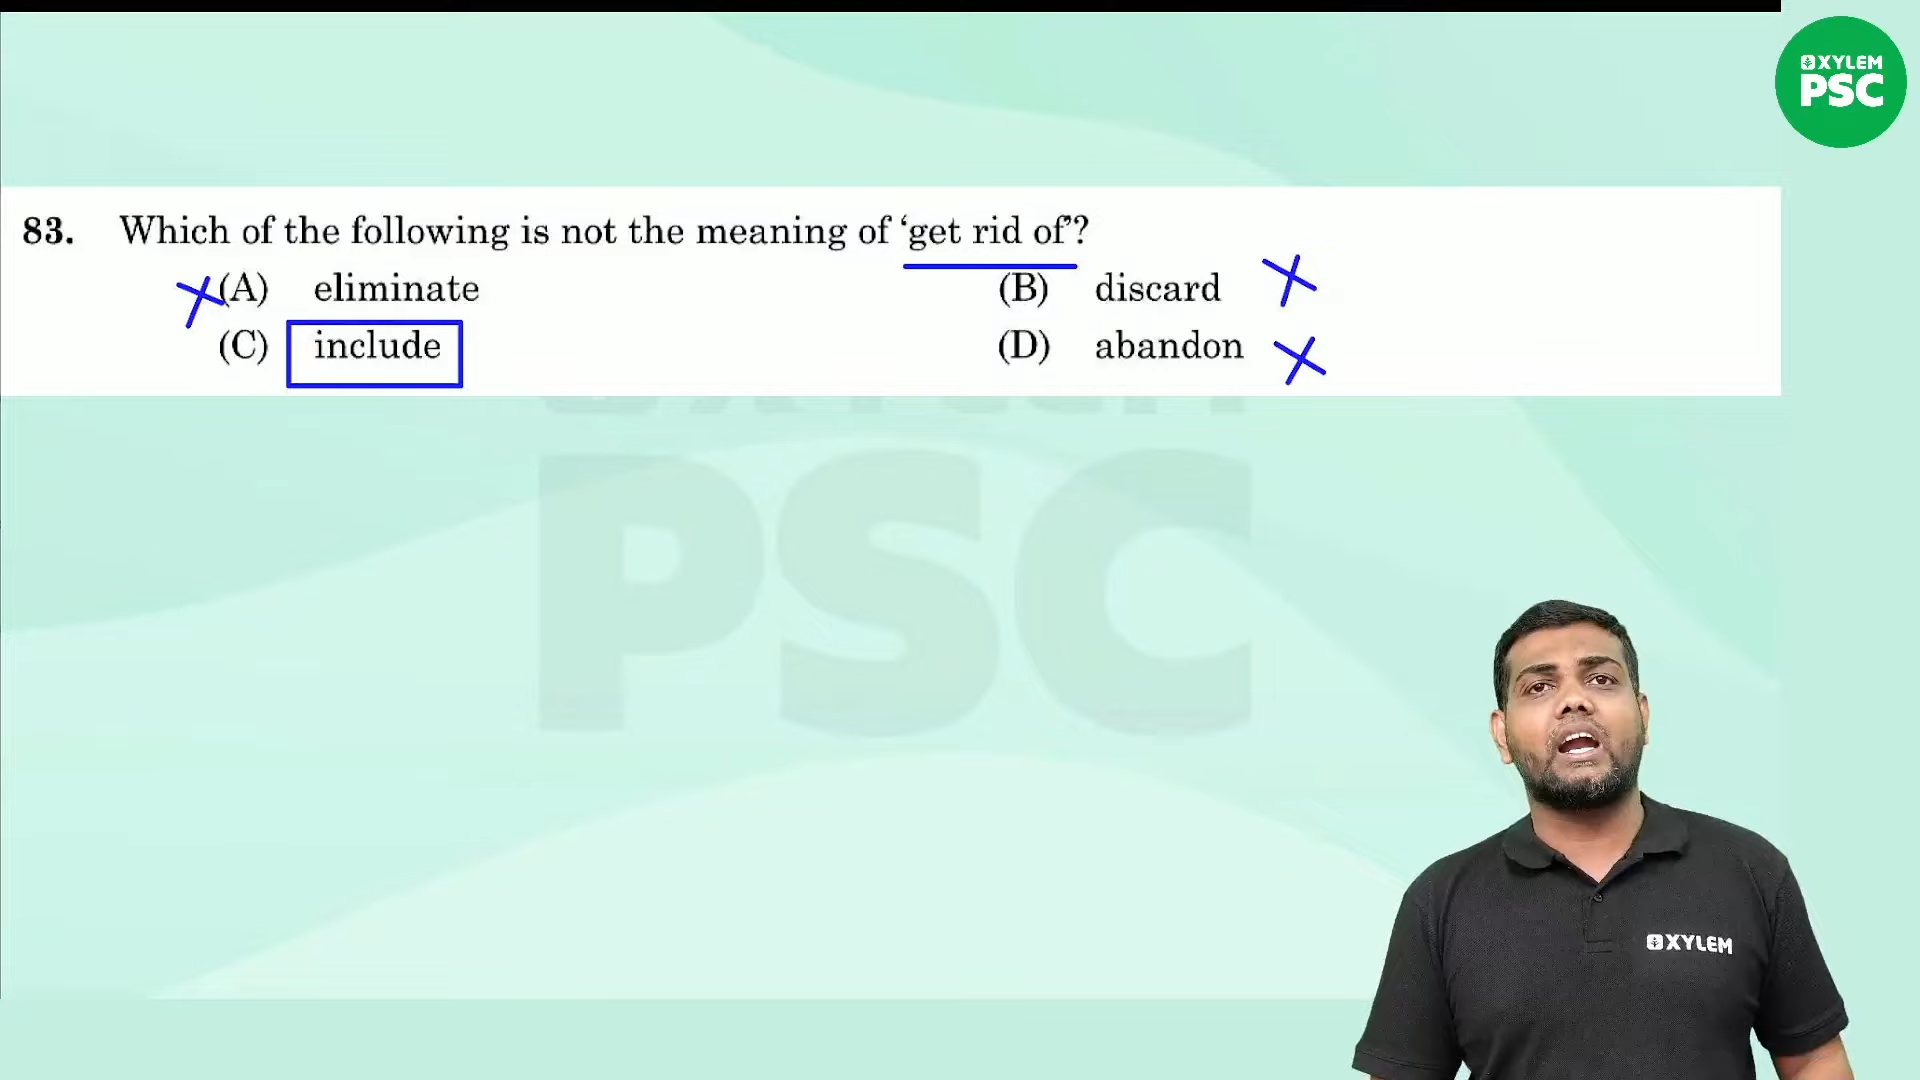 XYLEM
PSC
83. Which of the following is not the meaning of ‘get rid of’?
(A) eliminate (B) discard
(C) include (D) abandon
PSC
XYLEM